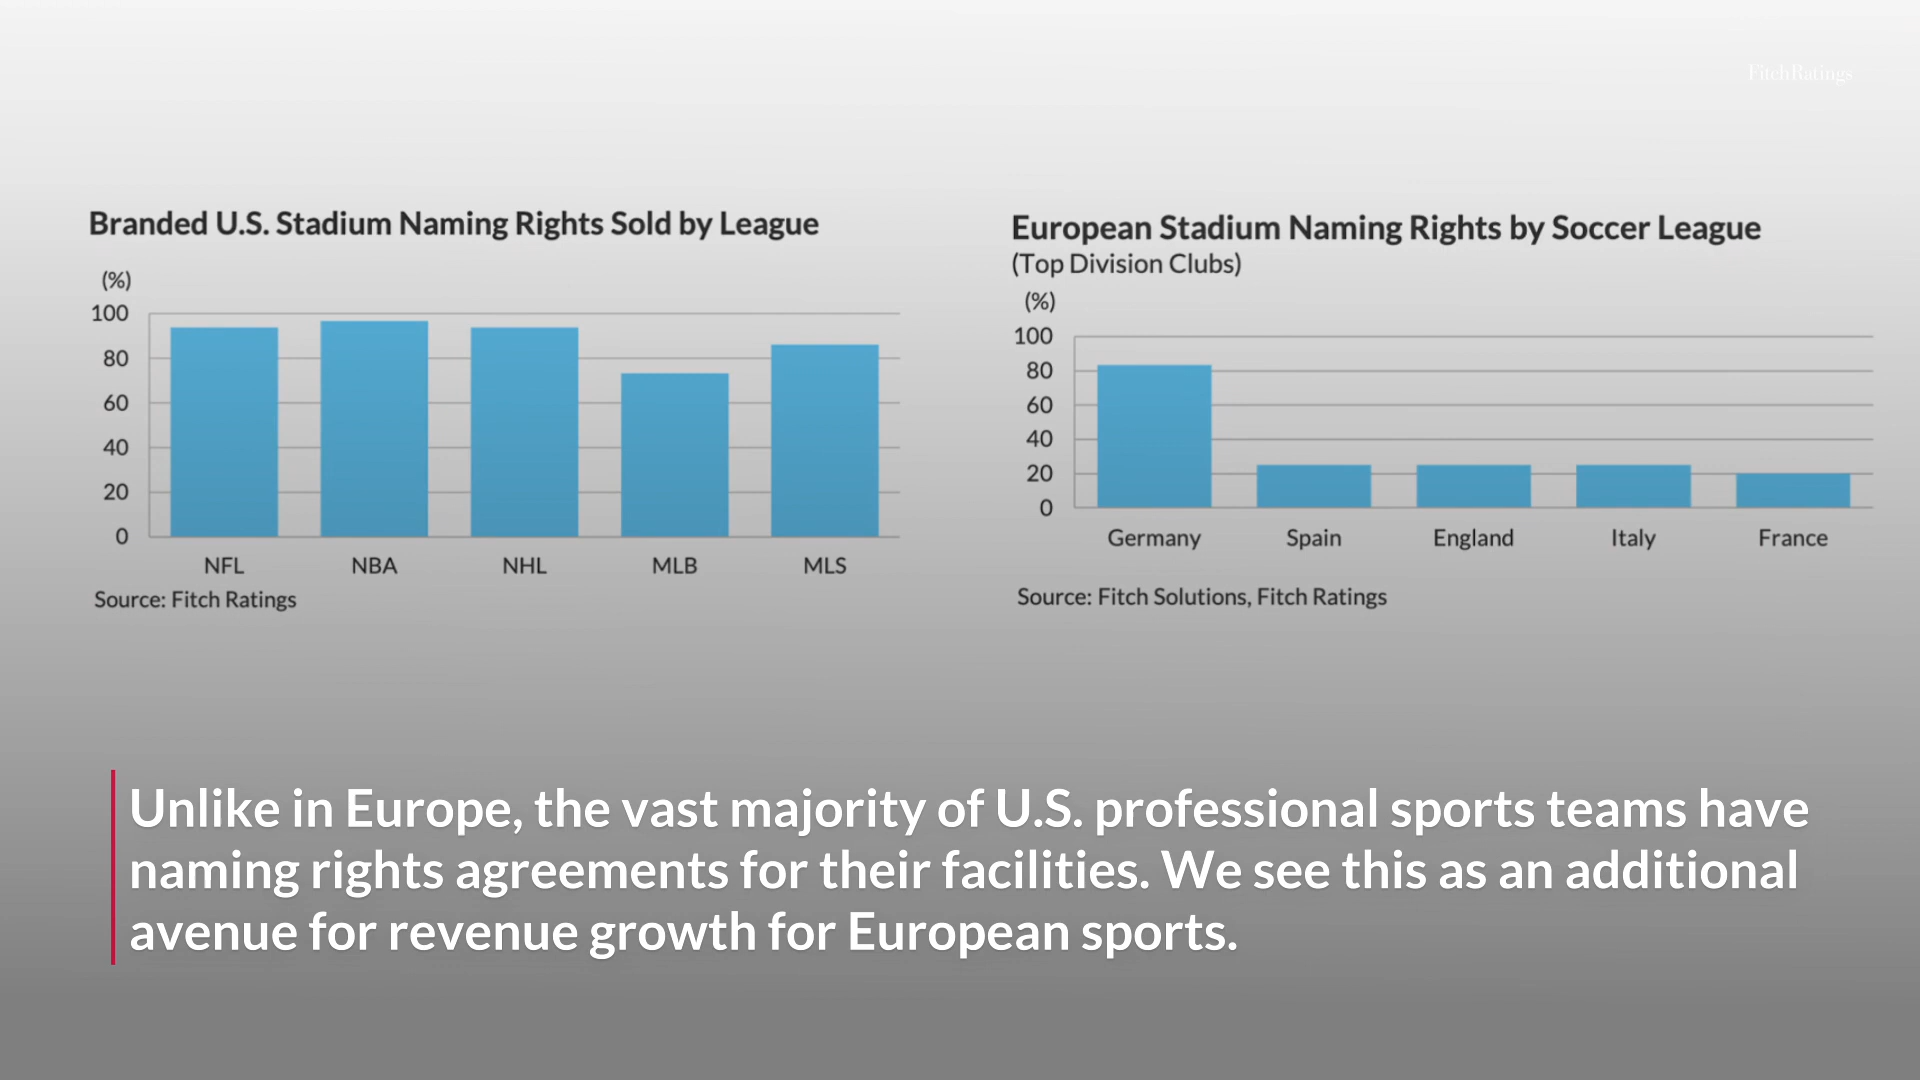 FitchRatings
Branded U.S. Stadium Naming Rights Sold by League
(%)
100
80
60
40
20
0
NFL
NBA
NHL
MLB
MLS
Source: Fitch Ratings
European Stadium Naming Rights by Soccer League
(Top Division Clubs)
(%)
100
80
60
40
20
0
Germany
Spain
England
Italy
France
Source: Fitch Solutions, Fitch Ratings
Unlike in Europe, the vast majority of U.S. professional sports teams have
naming rights agreements for their facilities. We see this as an additional
avenue for revenue growth for European sports.